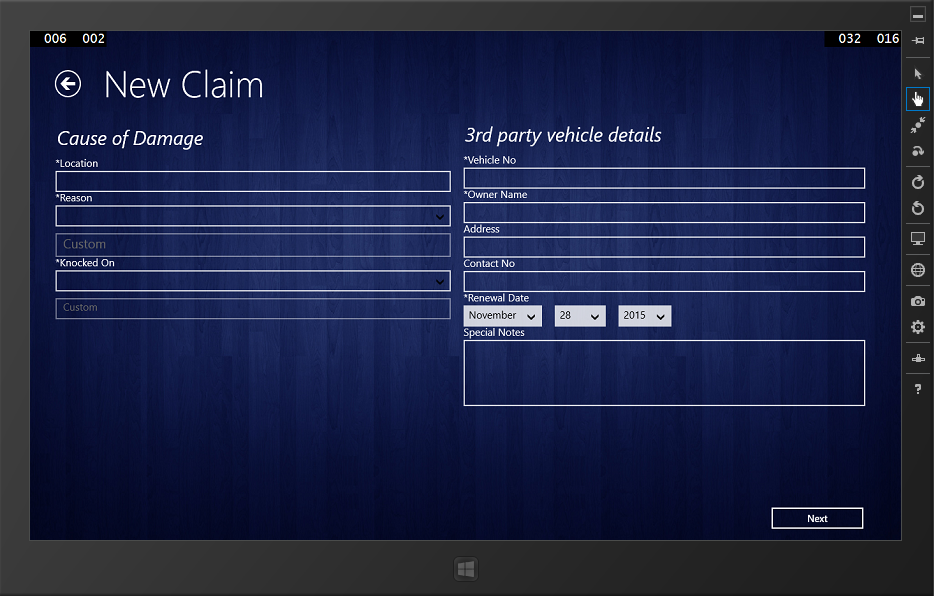 006 002
032 016
New Claim
Cause of Damage
*Location
*Reason
Custom
*Knocked On
Custom
3rd party vehicle details
*Vehicle No
*Owner Name
Address
Contact No
*Renewal Date
November 28 2015
Special Notes
Next
?